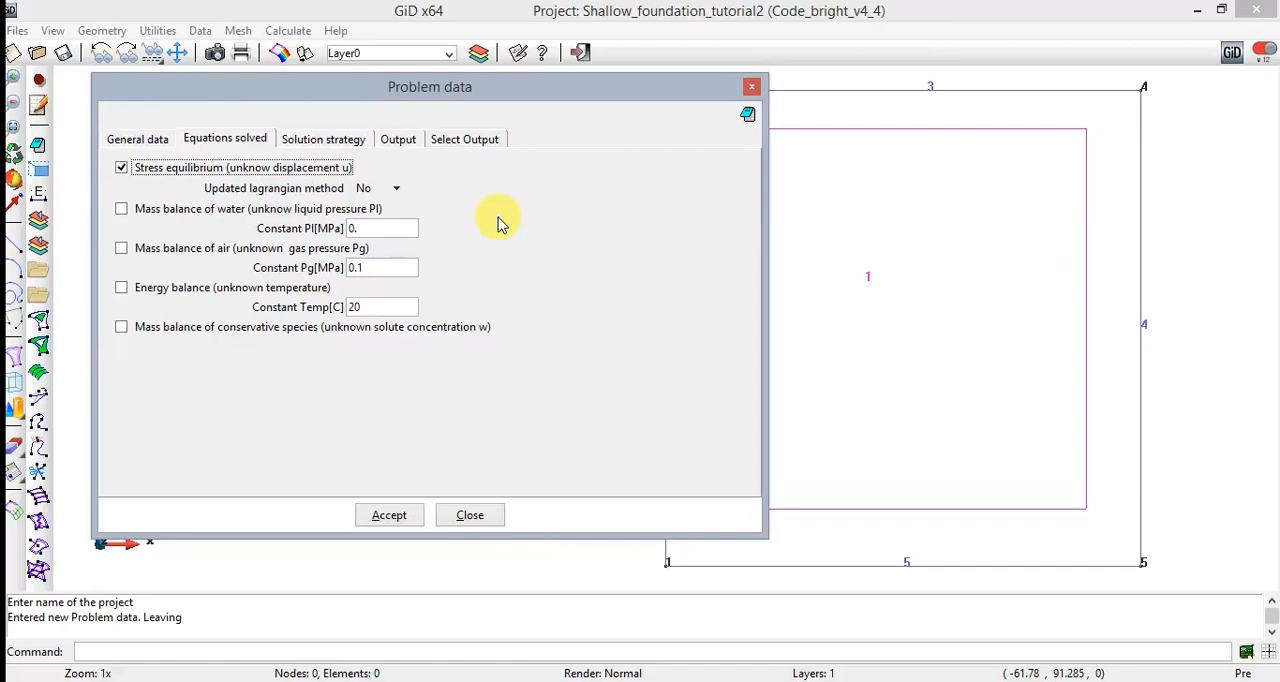 GiD
GiD x64
Project: Shallow_foundation_tutorial2 (Code_bright_v4_4)
Files View Geometry Utilities Data Mesh Calculate Help
Layer0
GiD
v 12
Problem data
General data Equations solved Solution strategy Output Select Output
Stress equilibrium (unknow displacement u)
Updated lagrangian method No
Mass balance of water (unknow liquid pressure Pl)
Constant Pl[MPa] 0.
Mass balance of air (unknown gas pressure Pg)
Constant Pg[MPa] 0.1
Energy balance (unknown temperature)
Constant Temp[C] 20
Mass balance of conservative species (unknown solute concentration w)
Accept Close
3
4
1
4
x
1
5
5
Enter name of the project
Entered new Problem data. Leaving
Command:
Zoom: 1x Nodes: 0, Elements: 0 Render: Normal Layers: 1 (-61.78 , 91.285, 0) Pre